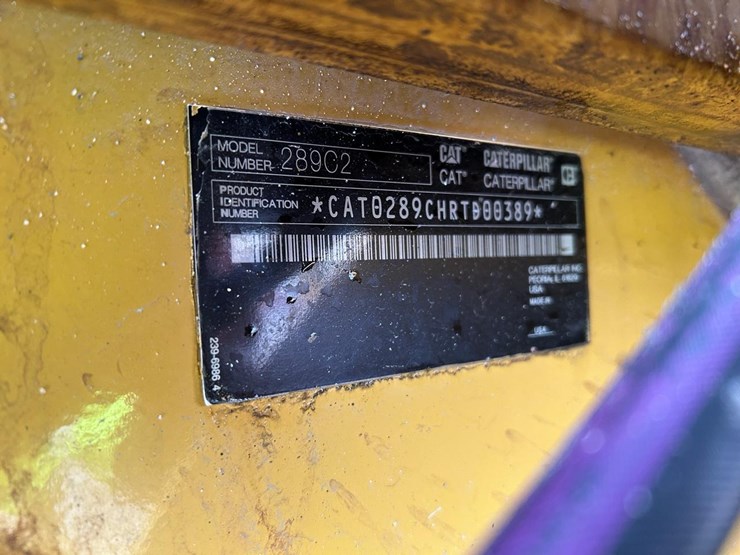 MODEL NUMBER 289C2
CAT® CATERPILLAR®
CAT® CATERPILLAR®
PRODUCT IDENTIFICATION NUMBER *CAT0289CHRTD00389*
CATERPILLAR INC.
PEORIA, IL
USA
MADE IN
USA
239-6986 4